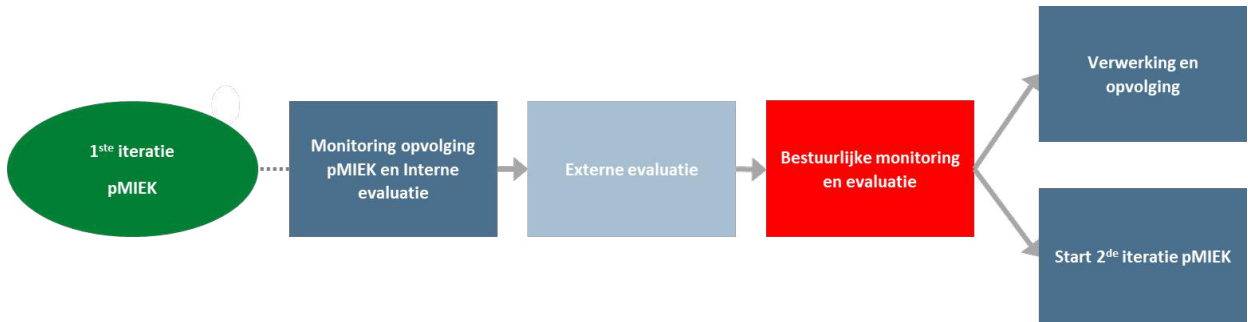 1ste iteratie
pMIEK
Monitoring opvolging
pMIEK en Interne
evaluatie
Externe evaluatie
Bestuurlijke monitoring
en evaluatie
Verwerking en
opvolging
Start 2de iteratie pMIEK